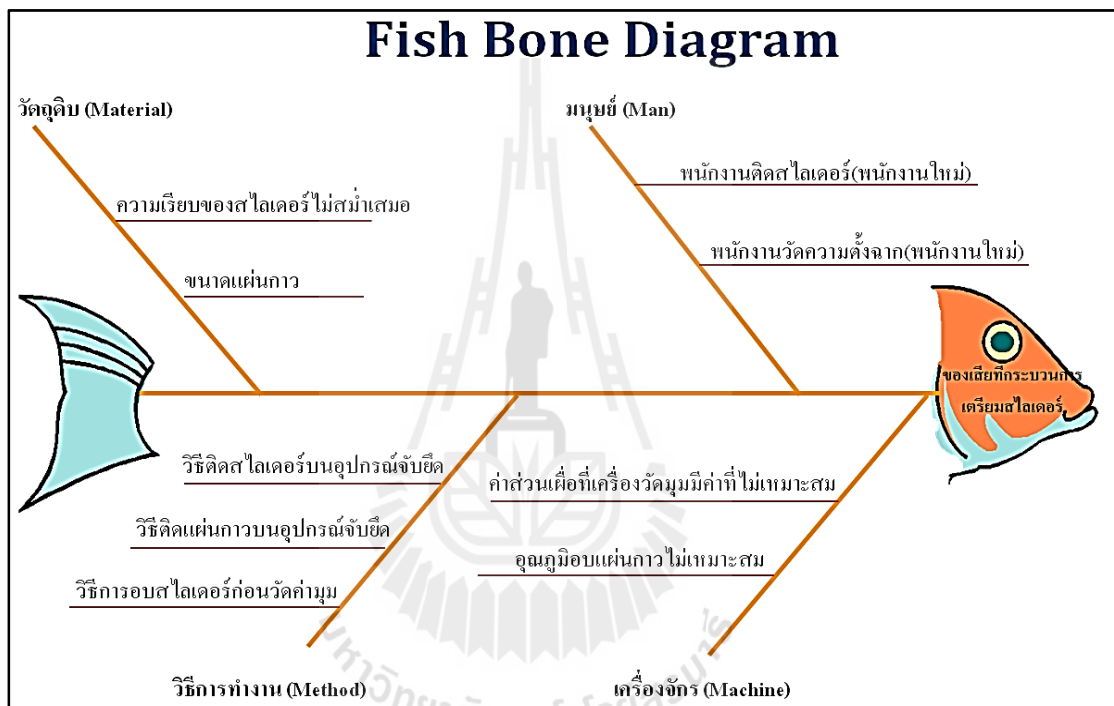 Fish Bone Diagram
วัตถุดิบ (Material)
มนุษย์ (Man)
พนักงานติดสไลเดอร์(พนักงานใหม่)
ความเรียบของสไลเดอร์ไม่สม่ำเสมอ
พนักงานวัดความตั้งฉาก(พนักงานใหม่)
ขนาดแผ่นกาว
ของเสียที่กระบวนการ
เตรียมสไลเดอร์
วิธีติดสไลเดอร์บนอุปกรณ์จับยึด
ค่าส่วนเผื่อที่เครื่องวัดมุมมีค่าที่ไม่เหมาะสม
วิธีติดแผ่นกาวบนอุปกรณ์จับยึด
อุณภูมิอบแผ่นกาวไม่เหมาะสม
วิธีการอบสไลเดอร์ก่อนวัดค่ามุม
วิธีการทำงาน (Method)
เครื่องจักร (Machine)